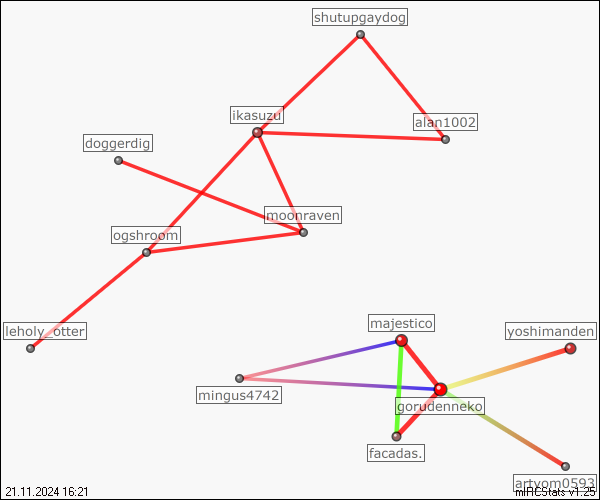 shutupgaydog
ikasuzu
alan1002
doggerdig
moonraven
ogshroom
leholy_otter
majestico
yoshimanden
mingus4742
gorudenneko
facadas.
artyom0593
21.11.2024 16:21
mIRCStats v1.25